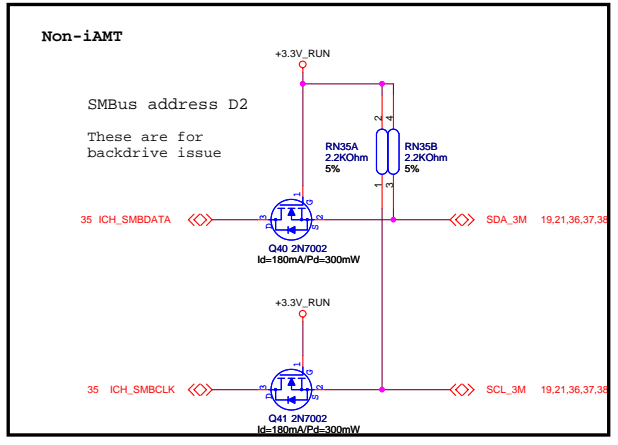 Non-iAMT
+3.3V_RUN
SMBus address D2
These are for
backdrive issue
2
4
RN35A
2.2KOhm
5%
RN35B
2.2KOhm
5%
1
3
1
G
35 ICH_SMBDATA
3
D
2
S
SDA_3M 19,21,36,37,38
Q40 2N7002
Id=180mA/Pd=300mW
+3.3V_RUN
1
G
35 ICH_SMBCLK
3
D
2
S
SCL_3M 19,21,36,37,38
Q41 2N7002
Id=180mA/Pd=300mW